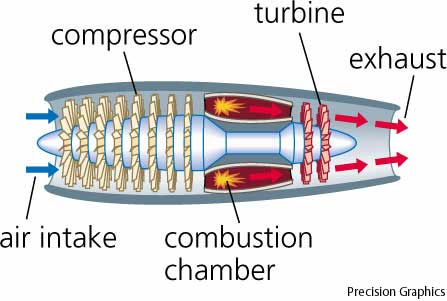 turbine
compressor
exhaust
air intake
combustion
chamber
Precision Graphics